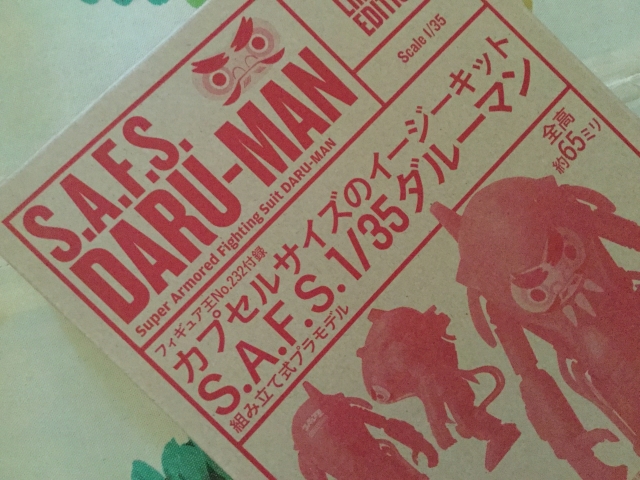 S.A.F.S.
DARU-MAN
Super Armored Fighting Suit DARU-MAN
EDITION
Scale 1/35
フィギュア王No.232付録
カプセルサイズのイージーキット
S.A.F.S. 1/35ダルーマン
組み立て式プラモデル
全高
約65ミリ